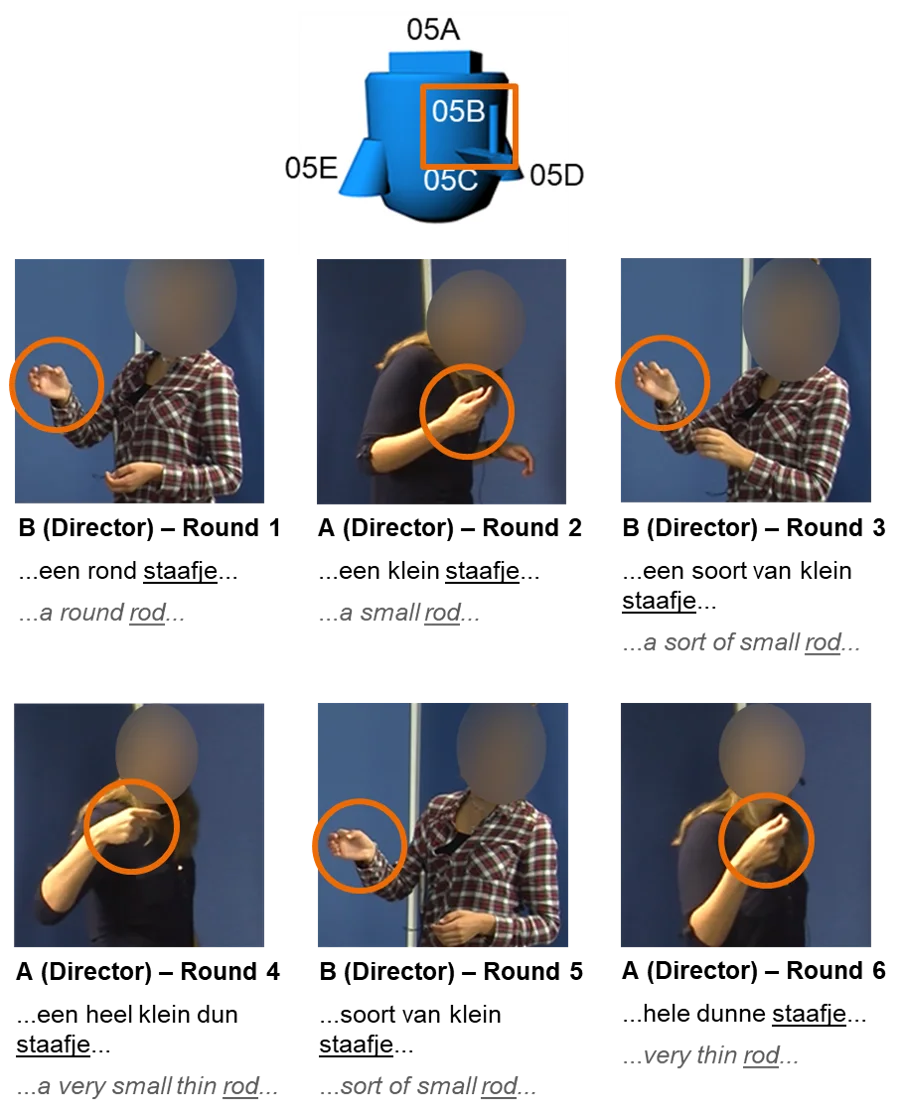 05A
05B
05E
05C
05D
B (Director) – Round 1
...een rond staafje...
...a round rod...
A (Director) – Round 2
...een klein staafje...
...a small rod...
B (Director) – Round 3
...een soort van klein
staafje...
...a sort of small rod...
A (Director) – Round 4
...een heel klein dun
staafje...
...a very small thin rod...
B (Director) – Round 5
...soort van klein
staafje...
...sort of small rod...
A (Director) – Round 6
...hele dunne staafje...
...very thin rod...